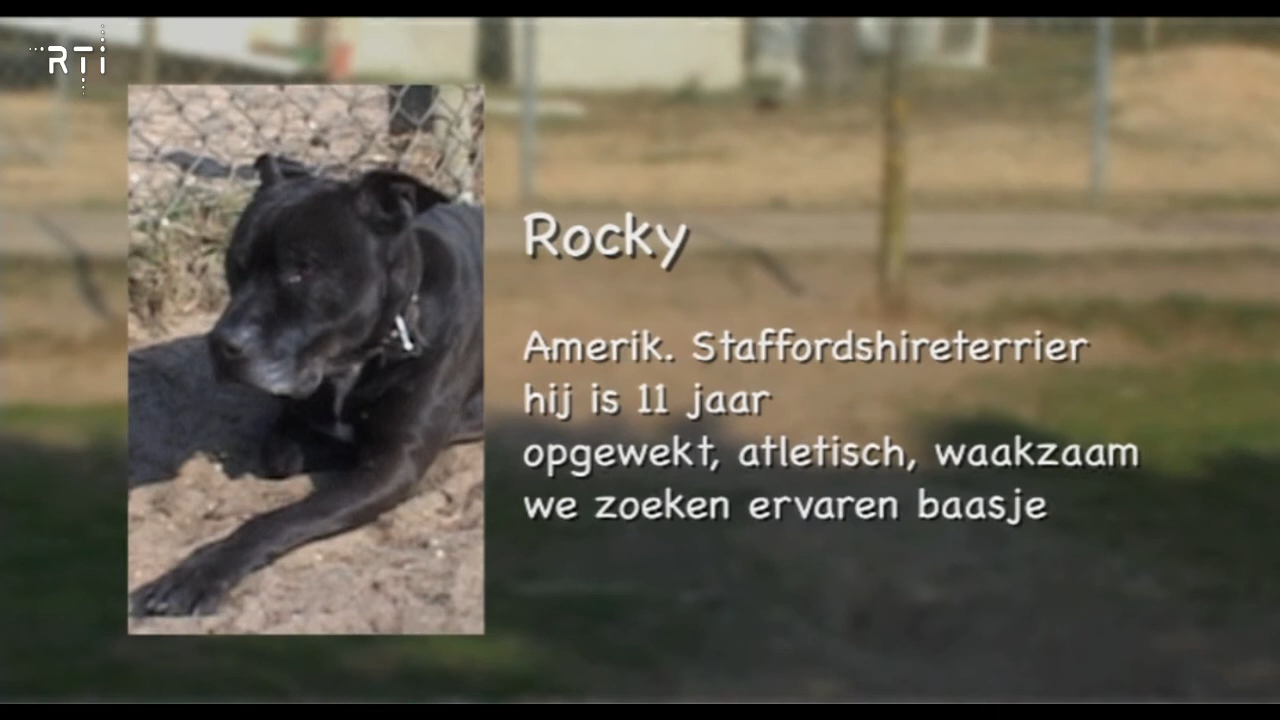 RTi
Rocky
Amerik. Staffordshireterrier
hij is 11 jaar
opgewekt, atletisch, waakzaam
we zoeken ervaren baasje